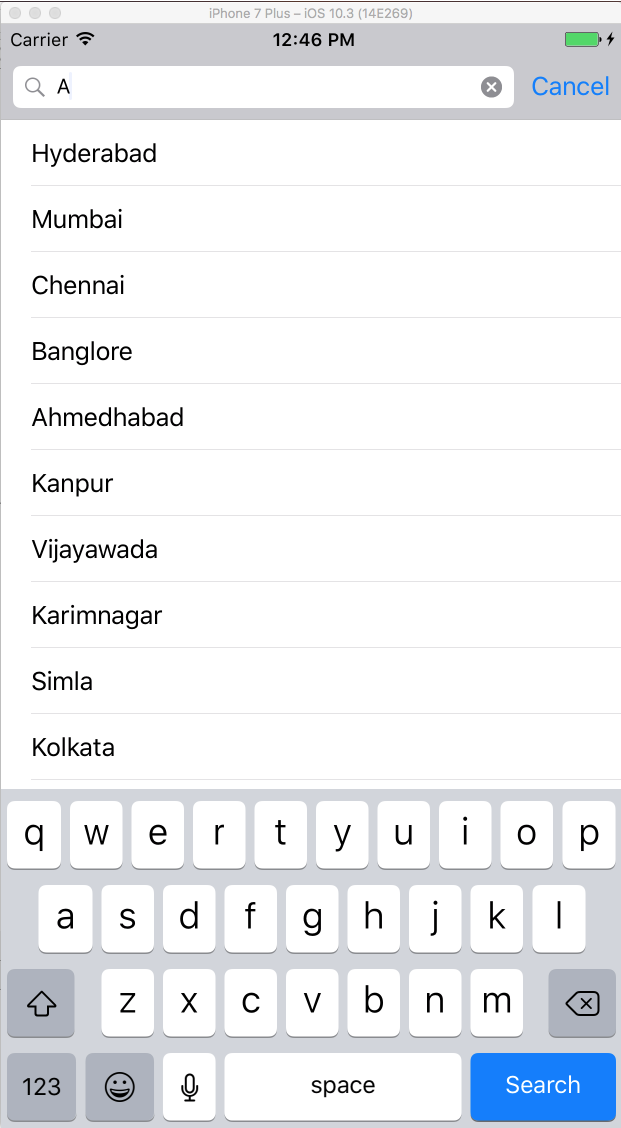 iPhone 7 Plus – iOS 10.3 (14E269)
Carrier 12:46 PM
A Cancel
Hyderabad
Mumbai
Chennai
Banglore
Ahmedhabad
Kanpur
Vijayawada
Karimnagar
Simla
Kolkata
q w e r t y u i o p
a s d f g h j k l
z x c v b n m
123 space Search